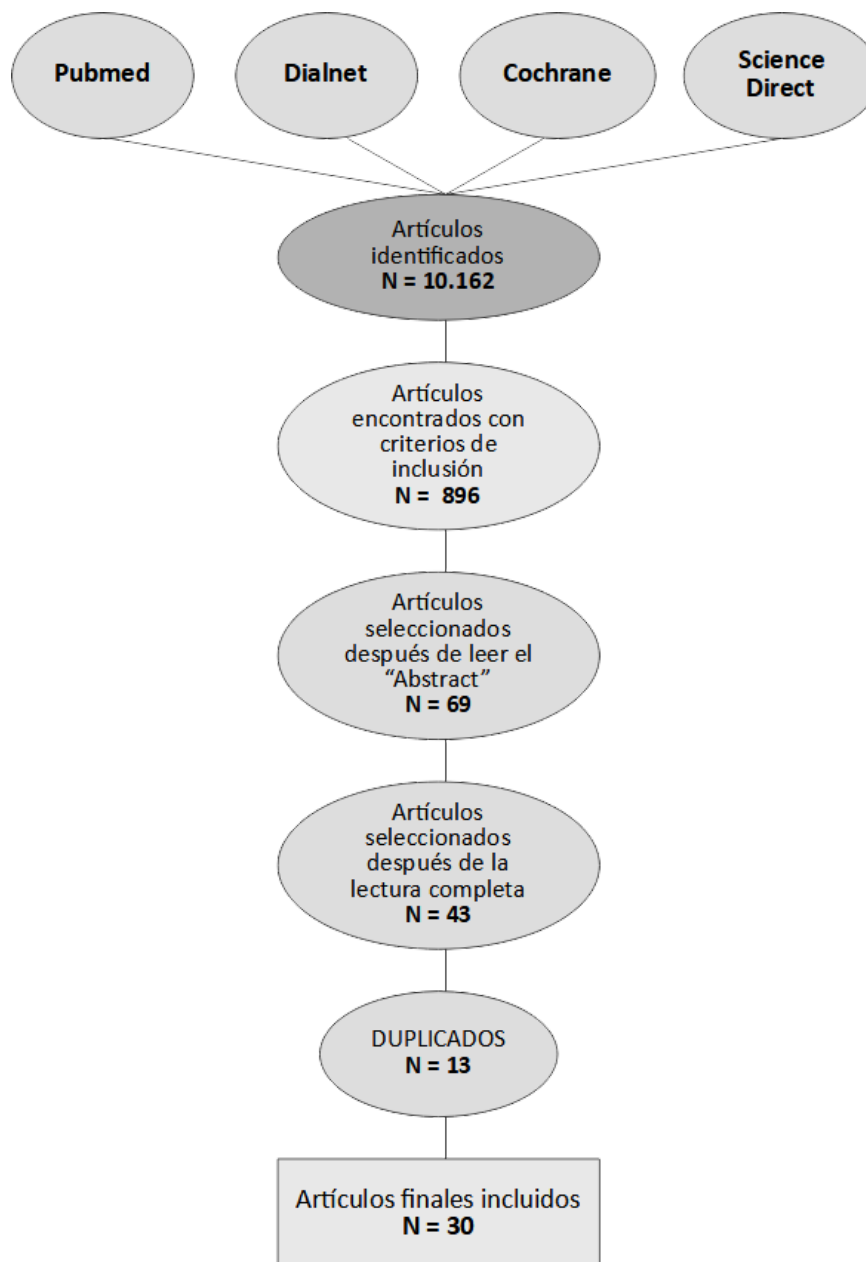 Pubmed
Dialnet
Cochrane
Science
Direct
Artículos
identificados
N = 10.162
Artículos
encontrados con
criterios de
inclusión
N = 896
Artículos
seleccionados
después de leer el
“Abstract”
N = 69
Artículos
seleccionados
después de la
lectura completa
N = 43
DUPLICADOS
N = 13
Artículos finales incluidos
N = 30